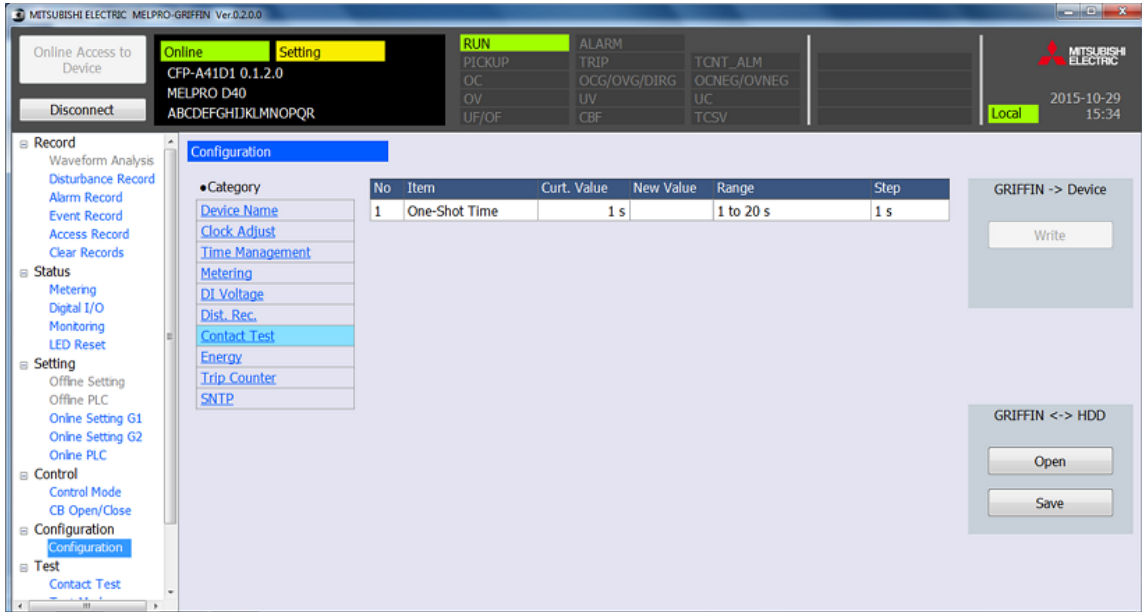 MITSUBISHI ELECTRIC MELPRO-GRIFFIN Ver.0.2.0.0
Online Access to
Device
Disconnect
Online Setting
CFP-A41D1 0.1.2.0
MELPRO D40
ABCDEFGHIJKLMNOPQR
RUN ALARM
PICKUP TRIP TCNT_ALM
OC OCG/OVG/DIRG OCNEG/OVNEG
OV UV UC
UF/OF CBF TCSV
MITSUBISHI
ELECTRIC
2015-10-29
Local 15:34
Record
Waveform Analysis
Disturbance Record
Alarm Record
Event Record
Access Record
Clear Records
Status
Metering
Digital I/O
Monitoring
LED Reset
Setting
Offline Setting
Offline PLC
Online Setting G1
Online Setting G2
Online PLC
Control
Control Mode
CB Open/Close
Configuration
Configuration
Test
Contact Test
Configuration
●Category
Device Name
Clock Adjust
Time Management
Metering
DI Voltage
Dist. Rec.
Contact Test
Energy
Trip Counter
SNTP
No Item Curt. Value New Value Range Step
1 One-Shot Time 1 s 1 to 20 s 1 s
GRIFFIN -> Device
Write
GRIFFIN <-> HDD
Open
Save